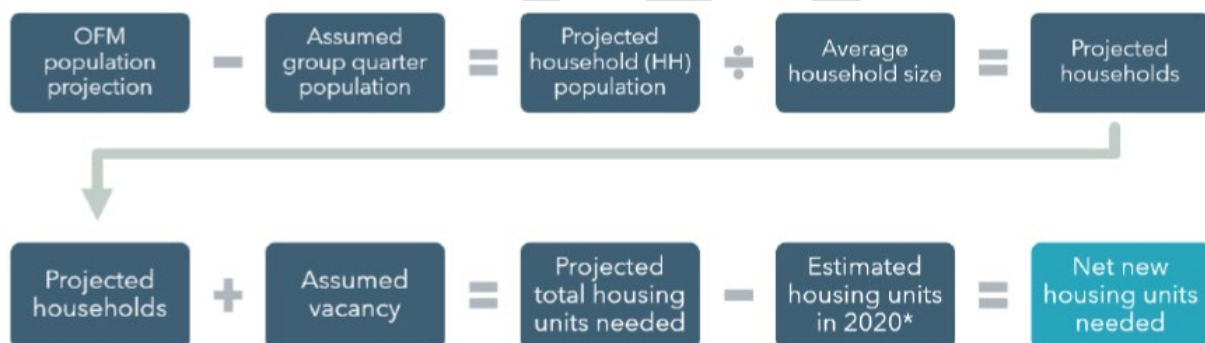 OFM
population
projection
−
Assumed
group quarter
population
=
Projected
household (HH)
population
÷
Average
household size
=
Projected
households
Projected
households
+
Assumed
vacancy
=
Projected
total housing
units needed
−
Estimated
housing units
in 2020*
=
Net new
housing units
needed